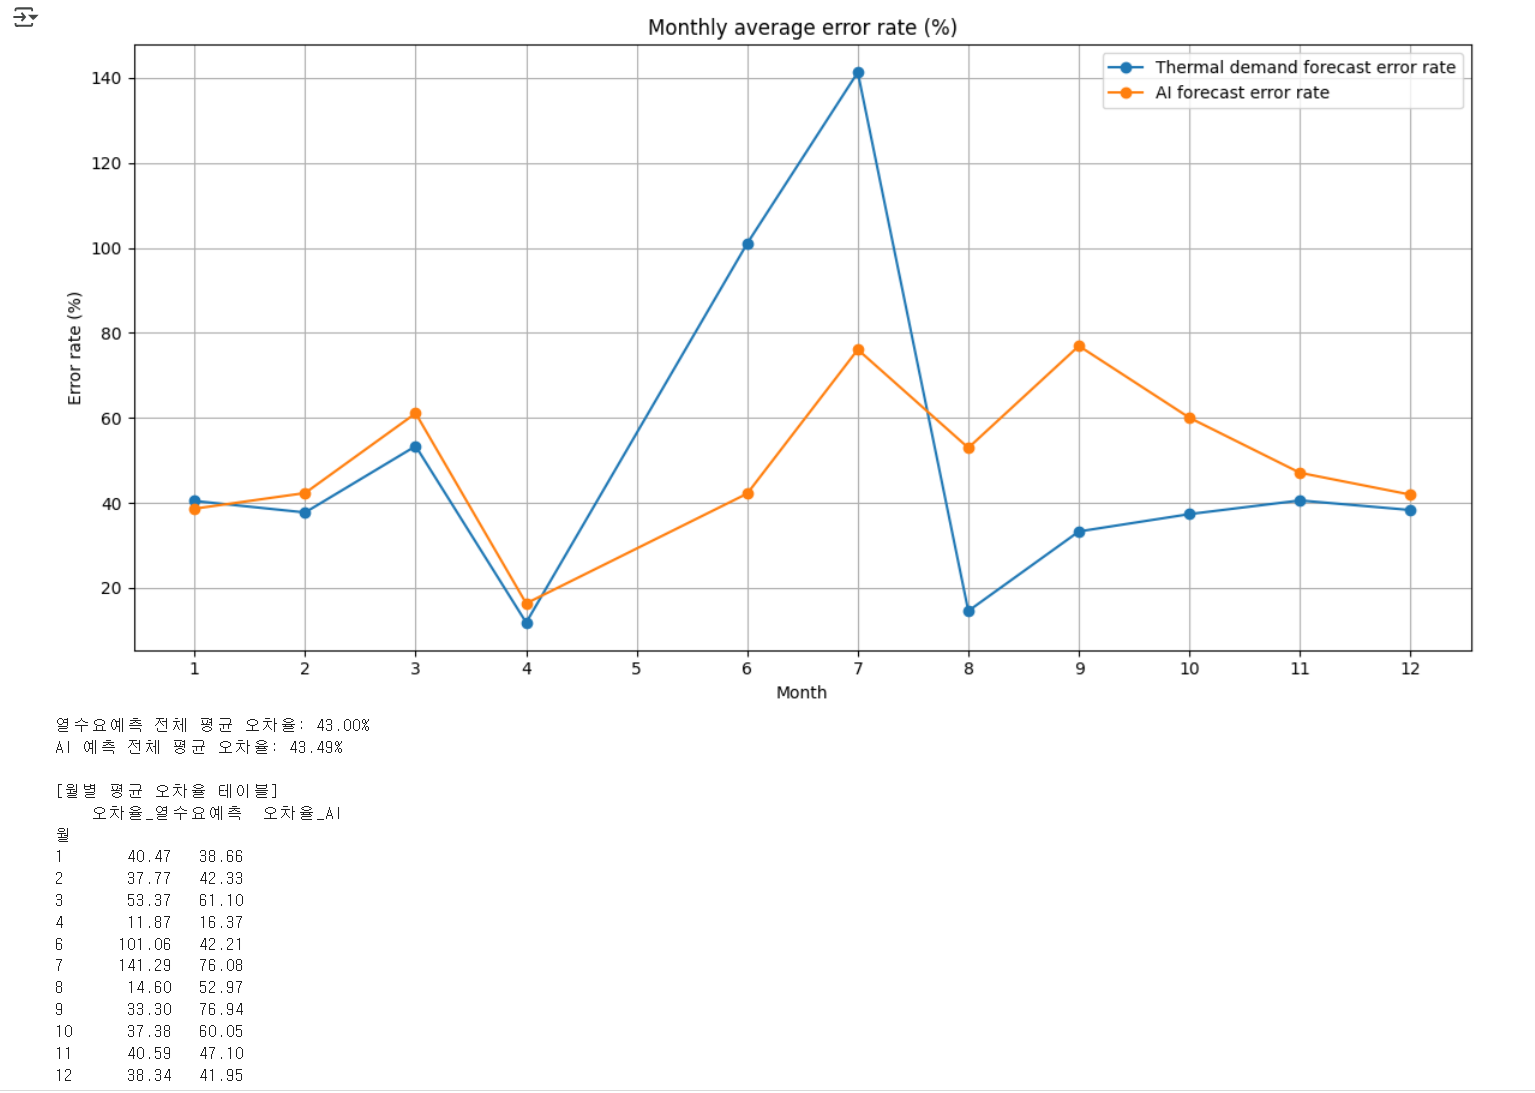 Monthly average error rate (%)
Thermal demand forecast error rate
AI forecast error rate
Error rate (%)
140
120
100
80
60
40
20
1 2 3 4 5 6 7 8 9 10 11 12
Month
열수요예측 전체 평균 오차율: 43.00%
AI 예측 전체 평균 오차율: 43.49%
[월별 평균 오차율 테이블]
오차율_열수요예측 오차율_AI
월
1 40.47 38.66
2 37.77 42.33
3 53.37 61.10
4 11.87 16.37
6 101.06 42.21
7 141.29 76.08
8 14.60 52.97
9 33.30 76.94
10 37.38 60.05
11 40.59 47.10
12 38.34 41.95